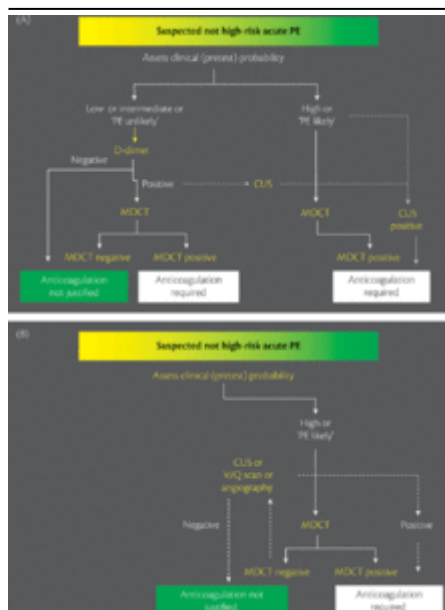 (A)
Suspected not high-risk acute PE
Assess clinical (pretest) probability
Low or intermediate or
'PE unlikely'
High or
'PE likely'
D-dimer
Negative
Positive
CUS
MDCT
MDCT
CUS
positive
MDCT negative
MDCT positive
MDCT positive
Anticoagulation
not justified
Anticoagulation
required
Anticoagulation
required
(B)
Suspected not high-risk acute PE
Assess clinical (pretest) probability
High or
'PE likely'
CUS or
V/Q scan or
angiography
Negative
MDCT
Positive
MDCT negative
MDCT positive
Anticoagulation not
justified
Anticoagulation
required